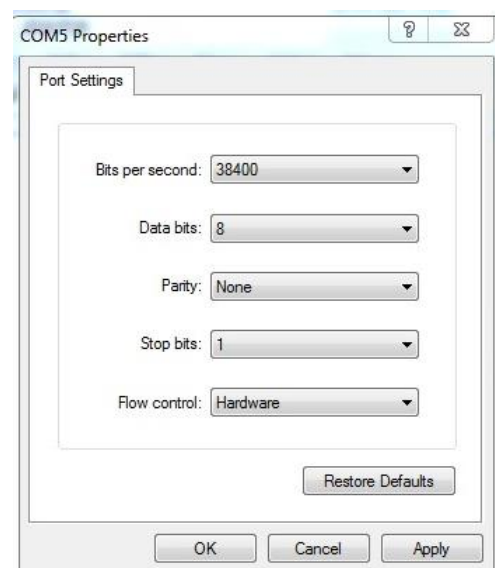 COM5 Properties
Port Settings
Bits per second: 38400
Data bits: 8
Parity: None
Stop bits: 1
Flow control: Hardware
Restore Defaults
OK Cancel Apply